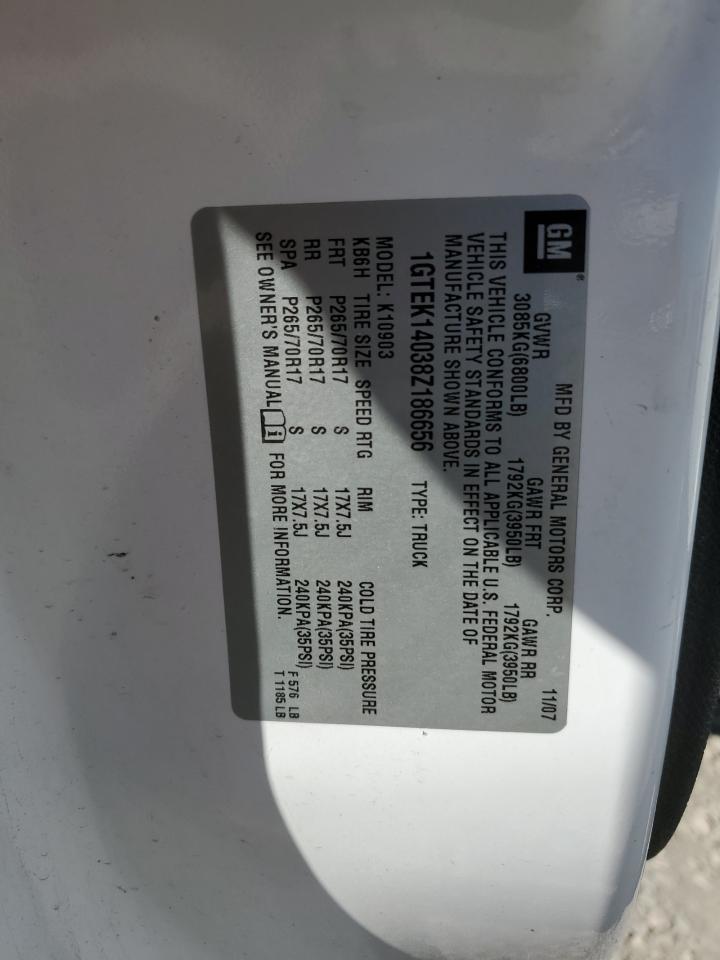 GM®
MFD BY GENERAL MOTORS CORP. 11/07
GVWR GAWR FRT GAWR RR
3085KG(6800LB) 1792KG(3950LB) 1792KG(3950LB)
THIS VEHICLE CONFORMS TO ALL APPLICABLE U.S. FEDERAL MOTOR
VEHICLE SAFETY STANDARDS IN EFFECT ON THE DATE OF
MANUFACTURE SHOWN ABOVE.
1GTEK14038Z186656 TYPE: TRUCK
MODEL: K10903
KB6H TIRE SIZE SPEED RTG RIM COLD TIRE PRESSURE
FRT P265/70R17 S 17X7.5J 240KPA(35PSI)
RR P265/70R17 S 17X7.5J 240KPA(35PSI)
SPA P265/70R17 S 17X7.5J 240KPA(35PSI)
SEE OWNER'S MANUAL i FOR MORE INFORMATION.
F 576 LB
T 1185 LB